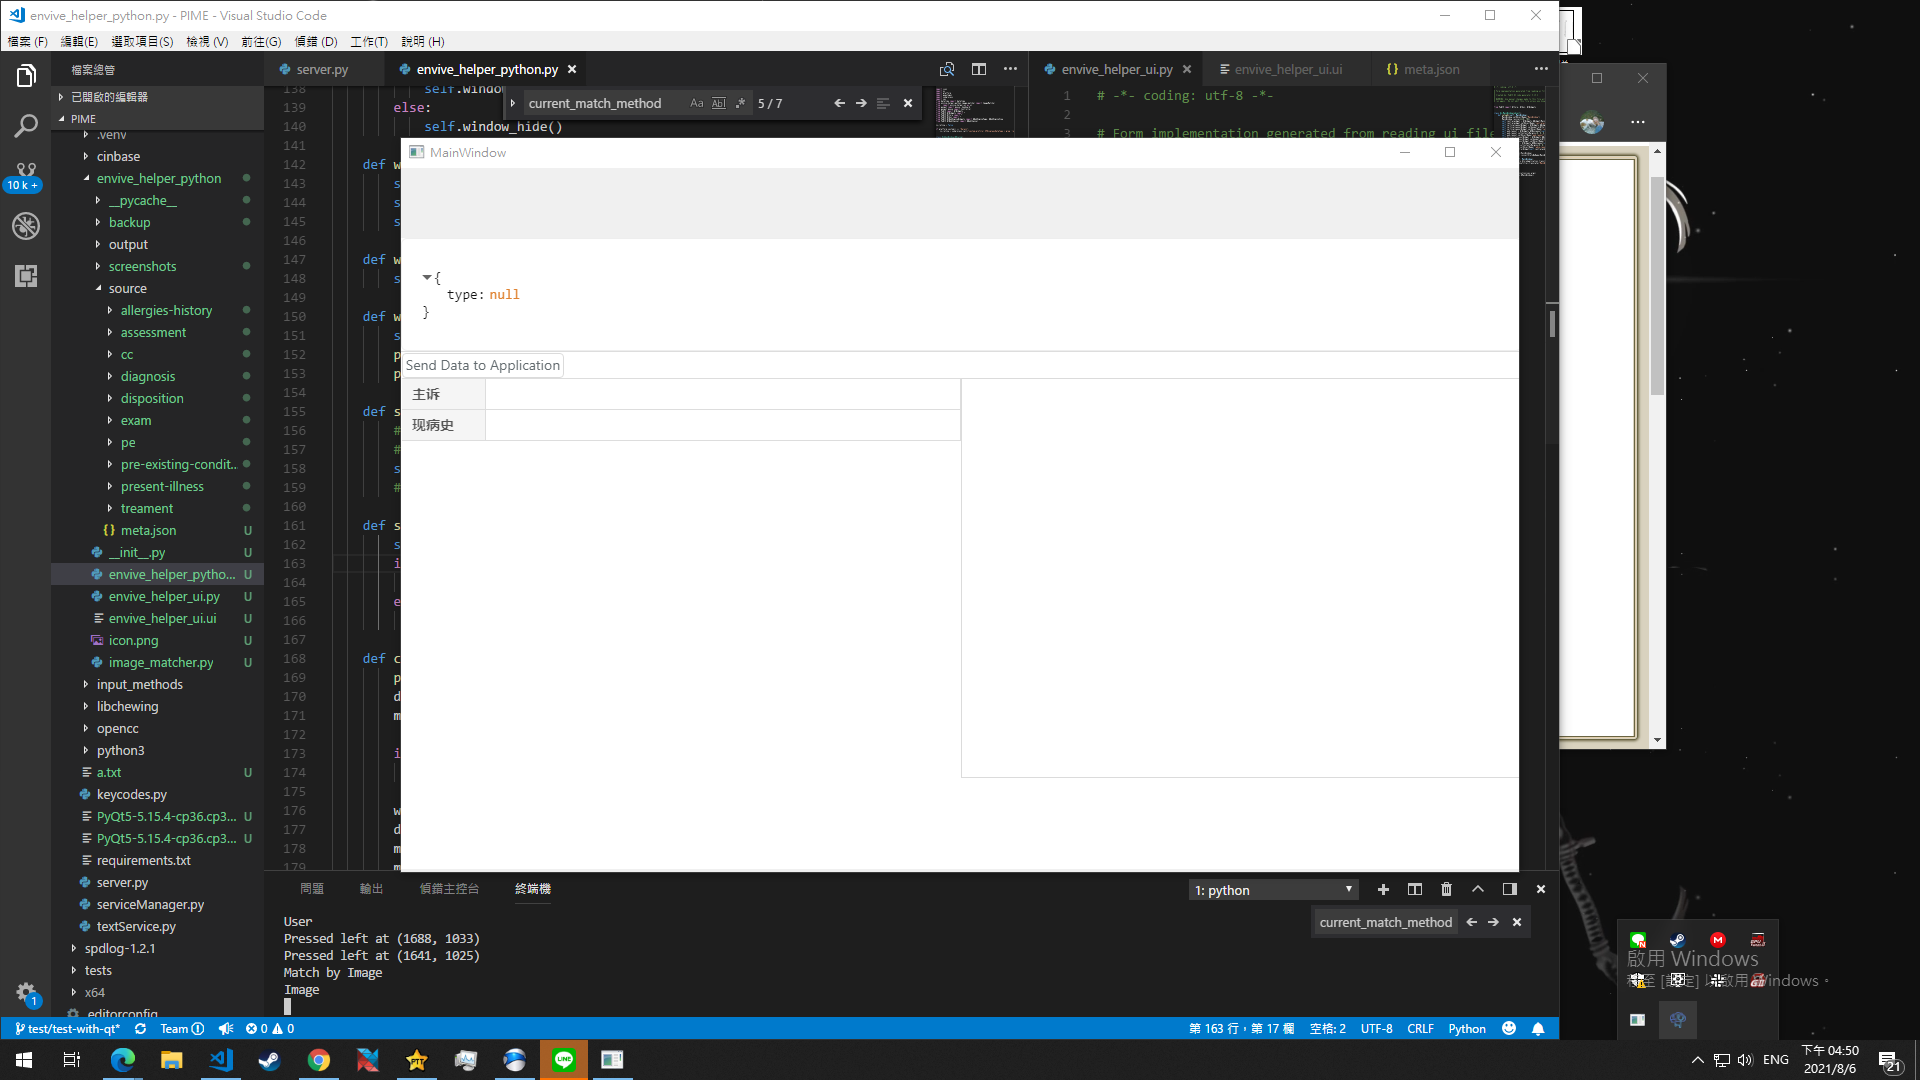 envive_helper_python.py - PIME - Visual Studio Code
檔案 (F) 編輯(E) 選取項目(S) 檢視 (V) 前往(G) 偵錯 (D) 工作(T) 說明 (H)
檔案總管
已開啟的編輯器
PIME
.venv
cinbase
envive_helper_python
__pycache__
backup
output
screenshots
source
allergies-history
assessment
cc
diagnosis
disposition
exam
pe
pre-existing-condit...
present-illness
treament
meta.json U
__init__.py U
envive_helper_pytho... U
envive_helper_ui.py U
envive_helper_ui.ui U
icon.png U
image_matcher.py U
input_methods
libchewing
opencc
python3
a.txt U
keycodes.py
PyQt5-5.15.4-cp36.cp3... U
PyQt5-5.15.4-cp36.cp3... U
requirements.txt
server.py
serviceManager.py
textService.py
spdlog-1.2.1
tests
x64
.editorconfig
10 k +
1
server.py
envive_helper_python.py
envive_helper_ui.py
envive_helper_ui.ui
meta.json
current_match_method Aa Abl .* 5 / 7
138 self.window
139 else:
140 self.window_hide()
141
142 def w
143 s
144 s
145 s
146
147 def w
148 s
149
150 def w
151 s
152 p
153 p
154
155 def s
156 #
157 #
158 s
159 #
160
161 def s
162 s
163 i
164
165 e
166
167
168 def c
169 p
170 d
171 m
172
173 i
174
175
176 w
177 d
178 m
179 m
1 # -*- coding: utf-8 -*-
2
3 # Form implementation generated from reading ui file
MainWindow
{
type: null
}
Send Data to Application
主诉
现病史
問題 輸出 偵錯主控台 終端機
1: python
current_match_method
User
Pressed left at (1688, 1033)
Pressed left at (1641, 1025)
Match by Image
Image
test/test-with-qt* Team 0 0
第 163 行，第 17 欄 空格: 2 UTF-8 CRLF Python
啟用 Windows
ENG
下午 04:50
2021/8/6
21